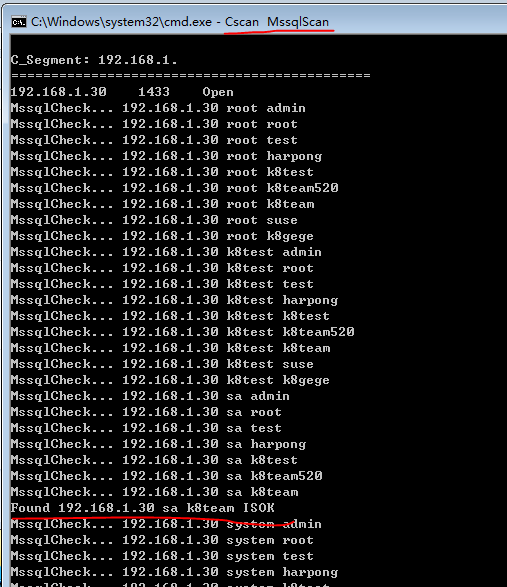 C:\Windows\system32\cmd.exe - Cscan MssqlScan
C_Segment: 192.168.1.
=============================================
192.168.1.30    1433    Open
MssqlCheck... 192.168.1.30 root admin
MssqlCheck... 192.168.1.30 root root
MssqlCheck... 192.168.1.30 root test
MssqlCheck... 192.168.1.30 root harpong
MssqlCheck... 192.168.1.30 root k8test
MssqlCheck... 192.168.1.30 root k8team520
MssqlCheck... 192.168.1.30 root k8team
MssqlCheck... 192.168.1.30 root suse
MssqlCheck... 192.168.1.30 root k8gege
MssqlCheck... 192.168.1.30 k8test admin
MssqlCheck... 192.168.1.30 k8test root
MssqlCheck... 192.168.1.30 k8test test
MssqlCheck... 192.168.1.30 k8test harpong
MssqlCheck... 192.168.1.30 k8test k8test
MssqlCheck... 192.168.1.30 k8test k8team520
MssqlCheck... 192.168.1.30 k8test k8team
MssqlCheck... 192.168.1.30 k8test suse
MssqlCheck... 192.168.1.30 k8test k8gege
MssqlCheck... 192.168.1.30 sa admin
MssqlCheck... 192.168.1.30 sa root
MssqlCheck... 192.168.1.30 sa test
MssqlCheck... 192.168.1.30 sa harpong
MssqlCheck... 192.168.1.30 sa k8test
MssqlCheck... 192.168.1.30 sa k8team520
MssqlCheck... 192.168.1.30 sa k8team
Found 192.168.1.30 sa k8team ISOK
MssqlCheck... 192.168.1.30 system admin
MssqlCheck... 192.168.1.30 system root
MssqlCheck... 192.168.1.30 system test
MssqlCheck... 192.168.1.30 system harpong